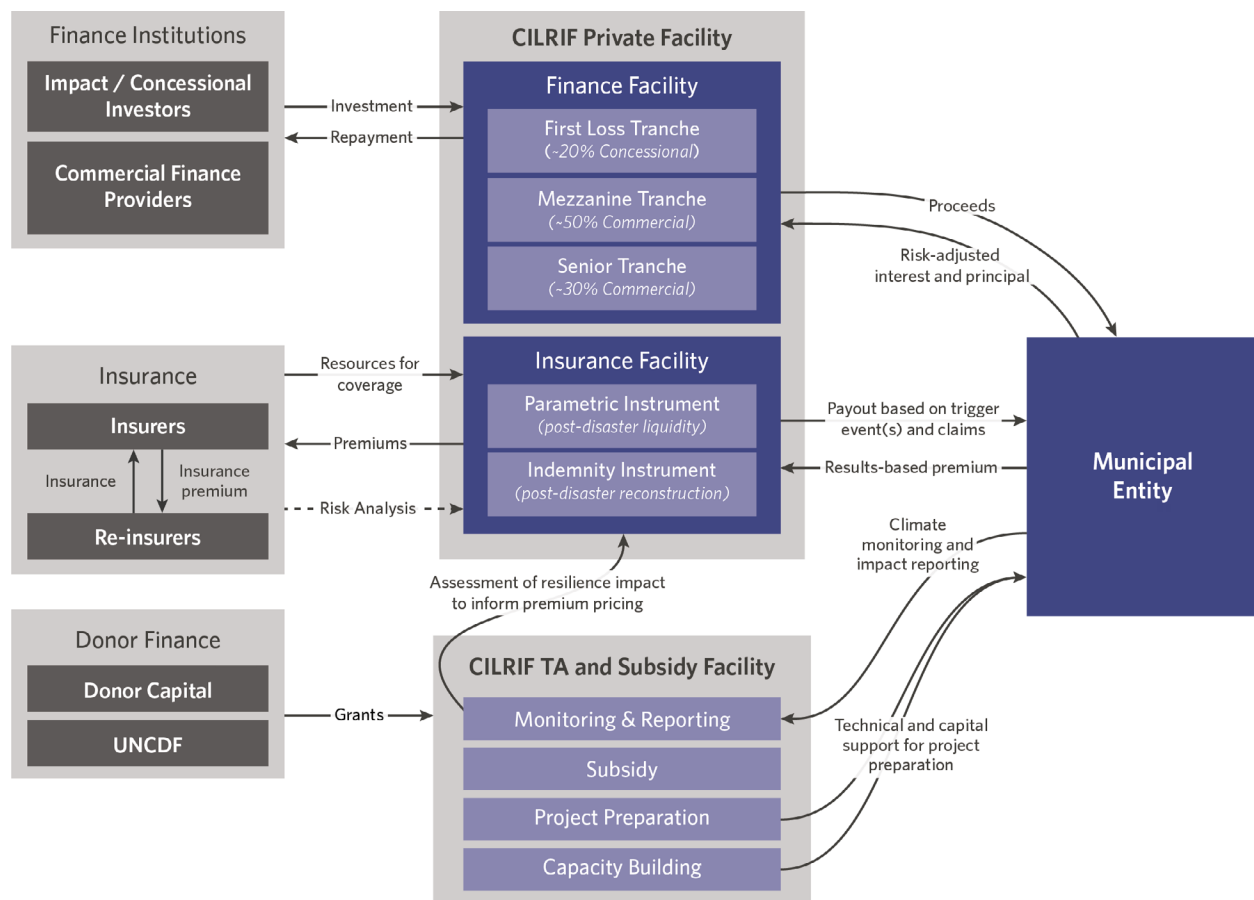 Finance Institutions
Impact / Concessional
Investors
Commercial Finance
Providers
Investment
Repayment
CILRIF Private Facility
Finance Facility
First Loss Tranche
(~20% Concessional)
Mezzanine Tranche
(~50% Commercial)
Senior Tranche
(~30% Commercial)
Proceeds
Risk-adjusted
interest and principal
Insurance
Insurers
Insurance
Insurance
premium
Re-insurers
Resources for
coverage
Premiums
Risk Analysis
Insurance Facility
Parametric Instrument
(post-disaster liquidity)
Indemnity Instrument
(post-disaster reconstruction)
Payout based on trigger
event(s) and claims
Results-based premium
Municipal
Entity
Climate
monitoring and
impact reporting
Assessment of resilience impact
to inform premium pricing
Donor Finance
Donor Capital
UNCDF
Grants
CILRIF TA and Subsidy Facility
Monitoring & Reporting
Subsidy
Project Preparation
Capacity Building
Technical and capital
support for project
preparation